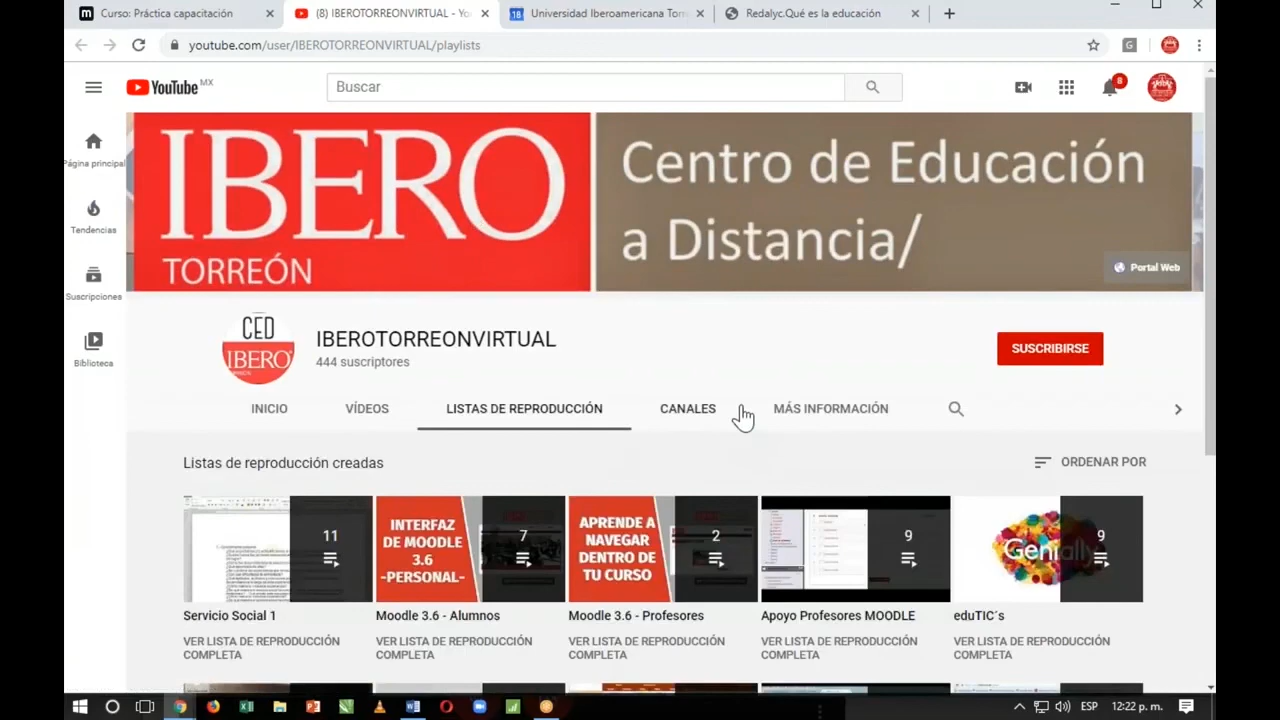 Curso: Práctica capacitación
(8) IBEROTORREONVIRTUAL - Yo
Universidad Iberoamericana Torre
Redalyc.Qué es la educación
youtube.com/user/IBEROTORREONVIRTUAL/playlists
YouTube MX
Buscar
8
Página principal
Tendencias
Suscripciones
Biblioteca
IBERO
TORREÓN
Centro de Educación
a Distancia/
Portal Web
CED
IBERO
IBEROTORREONVIRTUAL
444 suscriptores
SUSCRIBIRSE
INICIO
VÍDEOS
LISTAS DE REPRODUCCIÓN
CANALES
MÁS INFORMACIÓN
Listas de reproducción creadas
ORDENAR POR
11
INTERFAZ
DE MOODLE
3.6
-PERSONAL-
7
APRENDE A
NAVEGAR
DENTRO DE
TU CURSO
2
9
Genially
9
Servicio Social 1
Moodle 3.6 - Alumnos
Moodle 3.6 - Profesores
Apoyo Profesores MOODLE
eduTIC´s
VER LISTA DE REPRODUCCIÓN
COMPLETA
VER LISTA DE REPRODUCCIÓN
COMPLETA
VER LISTA DE REPRODUCCIÓN
COMPLETA
VER LISTA DE REPRODUCCIÓN
COMPLETA
VER LISTA DE REPRODUCCIÓN
COMPLETA
ESP
12:22 p. m.